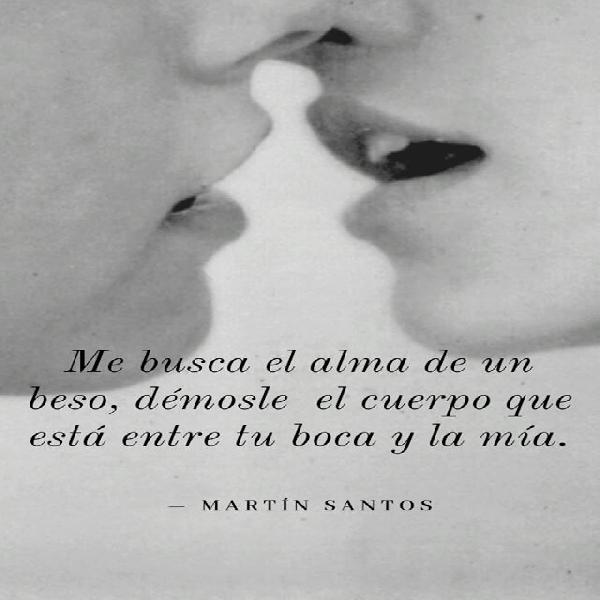 Me busca el alma de un
beso, démosle el cuerpo que
está entre tu boca y la mía.
— MARTÍN SANTOS